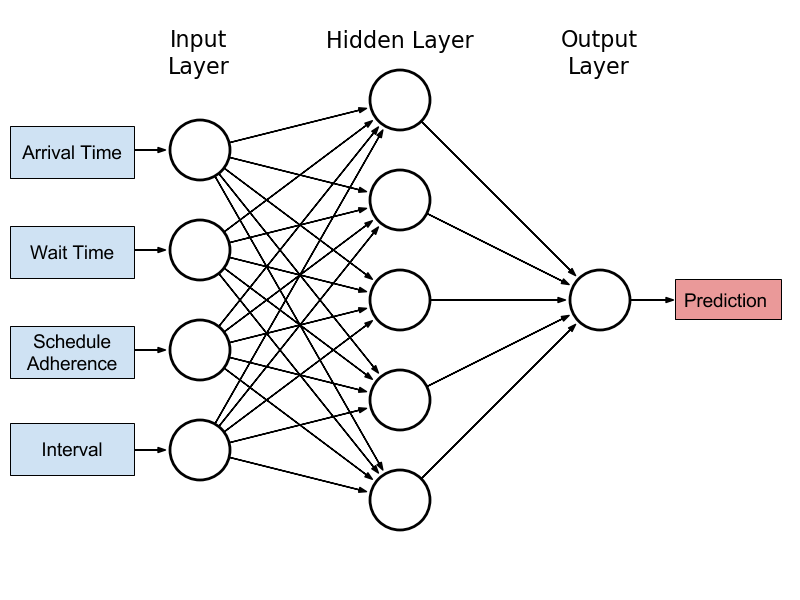 Input
Layer
Hidden Layer
Output
Layer
Arrival Time
Wait Time
Schedule
Adherence
Interval
Prediction